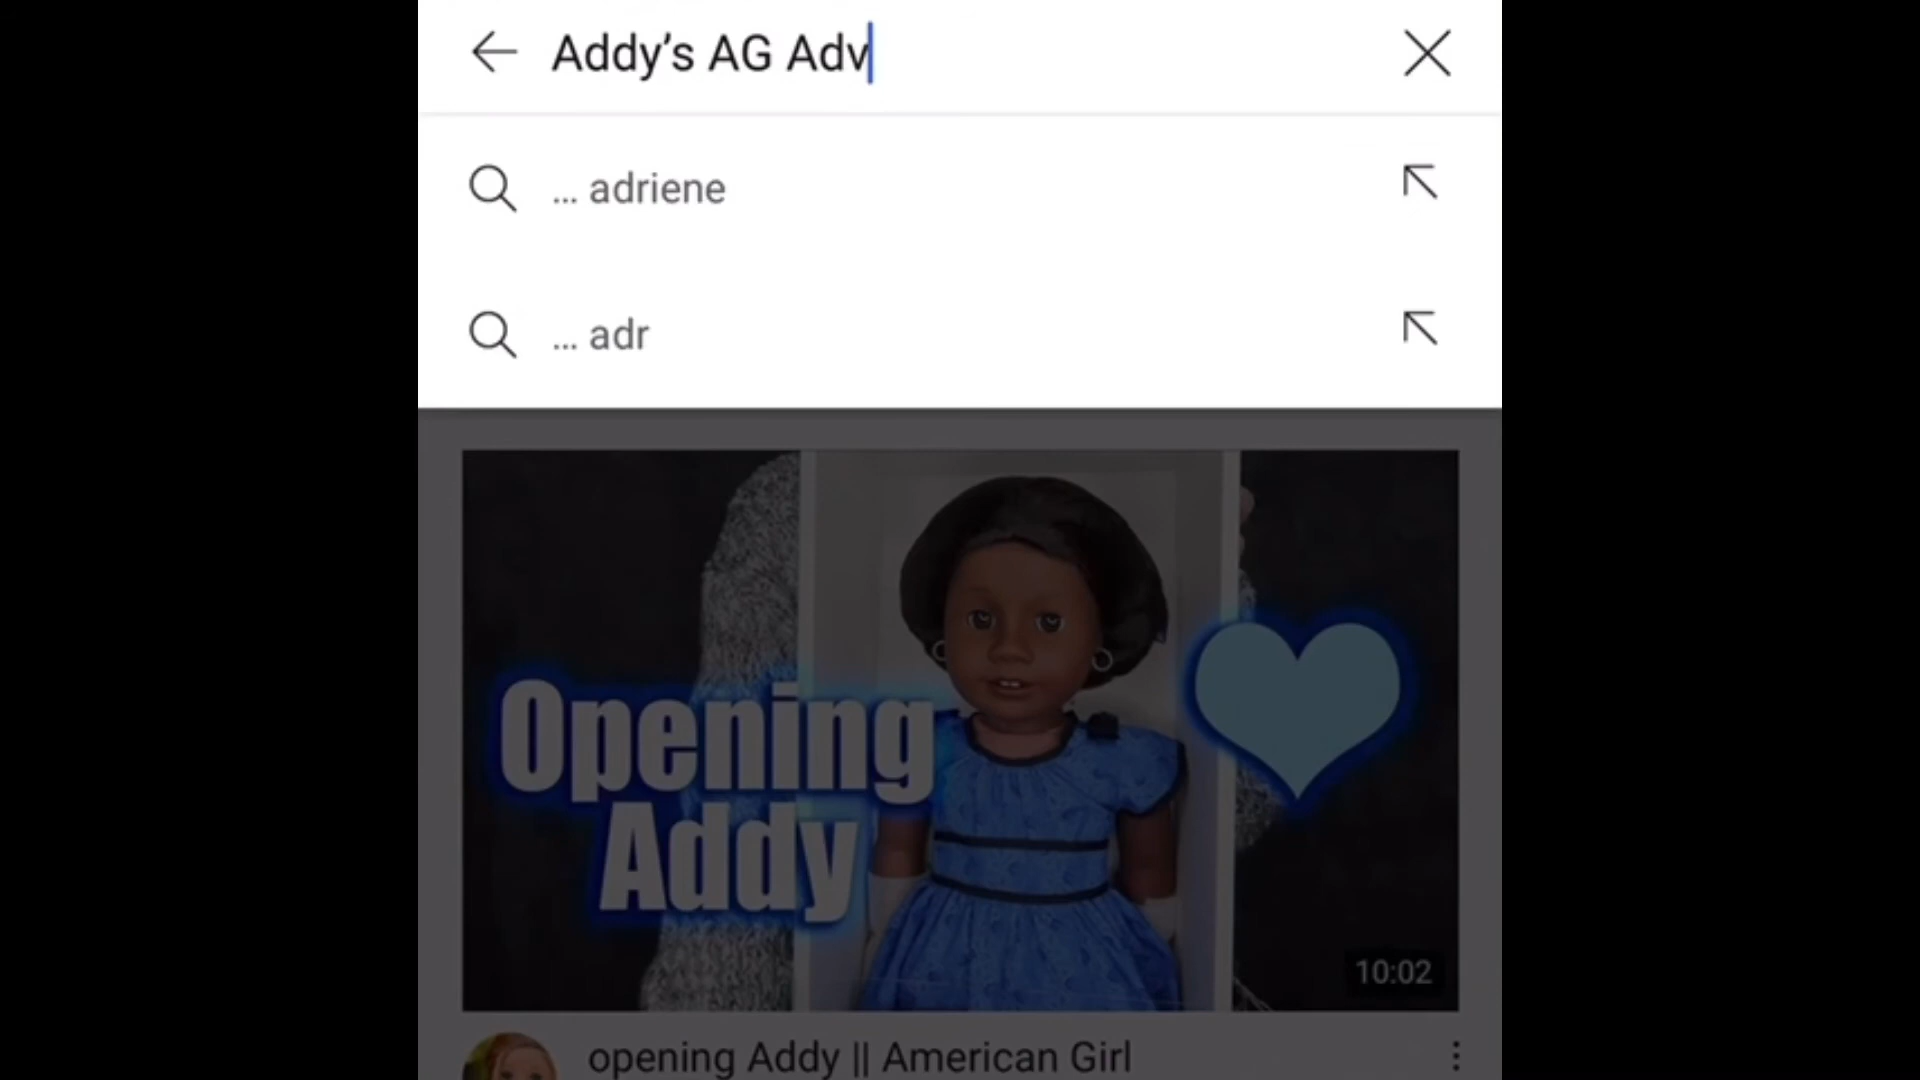 Addy’s AG Adv
... adriene
... adr
Opening
Addy
10:02
opening Addy || American Girl